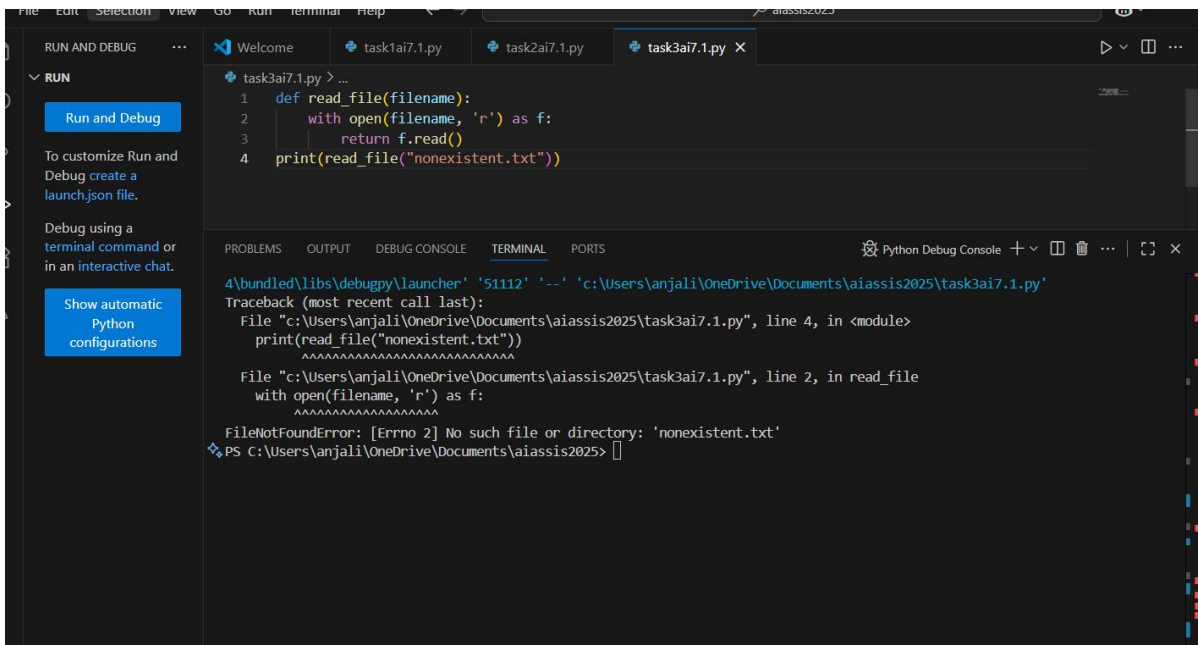 File Edit Selection View Go Run Terminal Help aiassis2025
RUN AND DEBUG ...
RUN
Run and Debug
To customize Run and
Debug create a
launch.json file.
Debug using a
terminal command or
in an interactive chat.
Show automatic
Python
configurations
Welcome task1ai7.1.py task2ai7.1.py task3ai7.1.py
task3ai7.1.py > ...
1 def read_file(filename):
2 with open(filename, 'r') as f:
3 return f.read()
4 print(read_file("nonexistent.txt"))
PROBLEMS OUTPUT DEBUG CONSOLE TERMINAL PORTS Python Debug Console
4\bundled\libs\debugpy\launcher' '51112' '--' 'c:\Users\anjali\OneDrive\Documents\aiassis2025\task3ai7.1.py'
Traceback (most recent call last):
File "c:\Users\anjali\OneDrive\Documents\aiassis2025\task3ai7.1.py", line 4, in <module>
print(read_file("nonexistent.txt"))
^^^^^^^^^^^^^^^^^^^^^^^^^^^^
File "c:\Users\anjali\OneDrive\Documents\aiassis2025\task3ai7.1.py", line 2, in read_file
with open(filename, 'r') as f:
^^^^^^^^^^^^^^^^^^^
FileNotFoundError: [Errno 2] No such file or directory: 'nonexistent.txt'
PS C:\Users\anjali\OneDrive\Documents\aiassis2025>